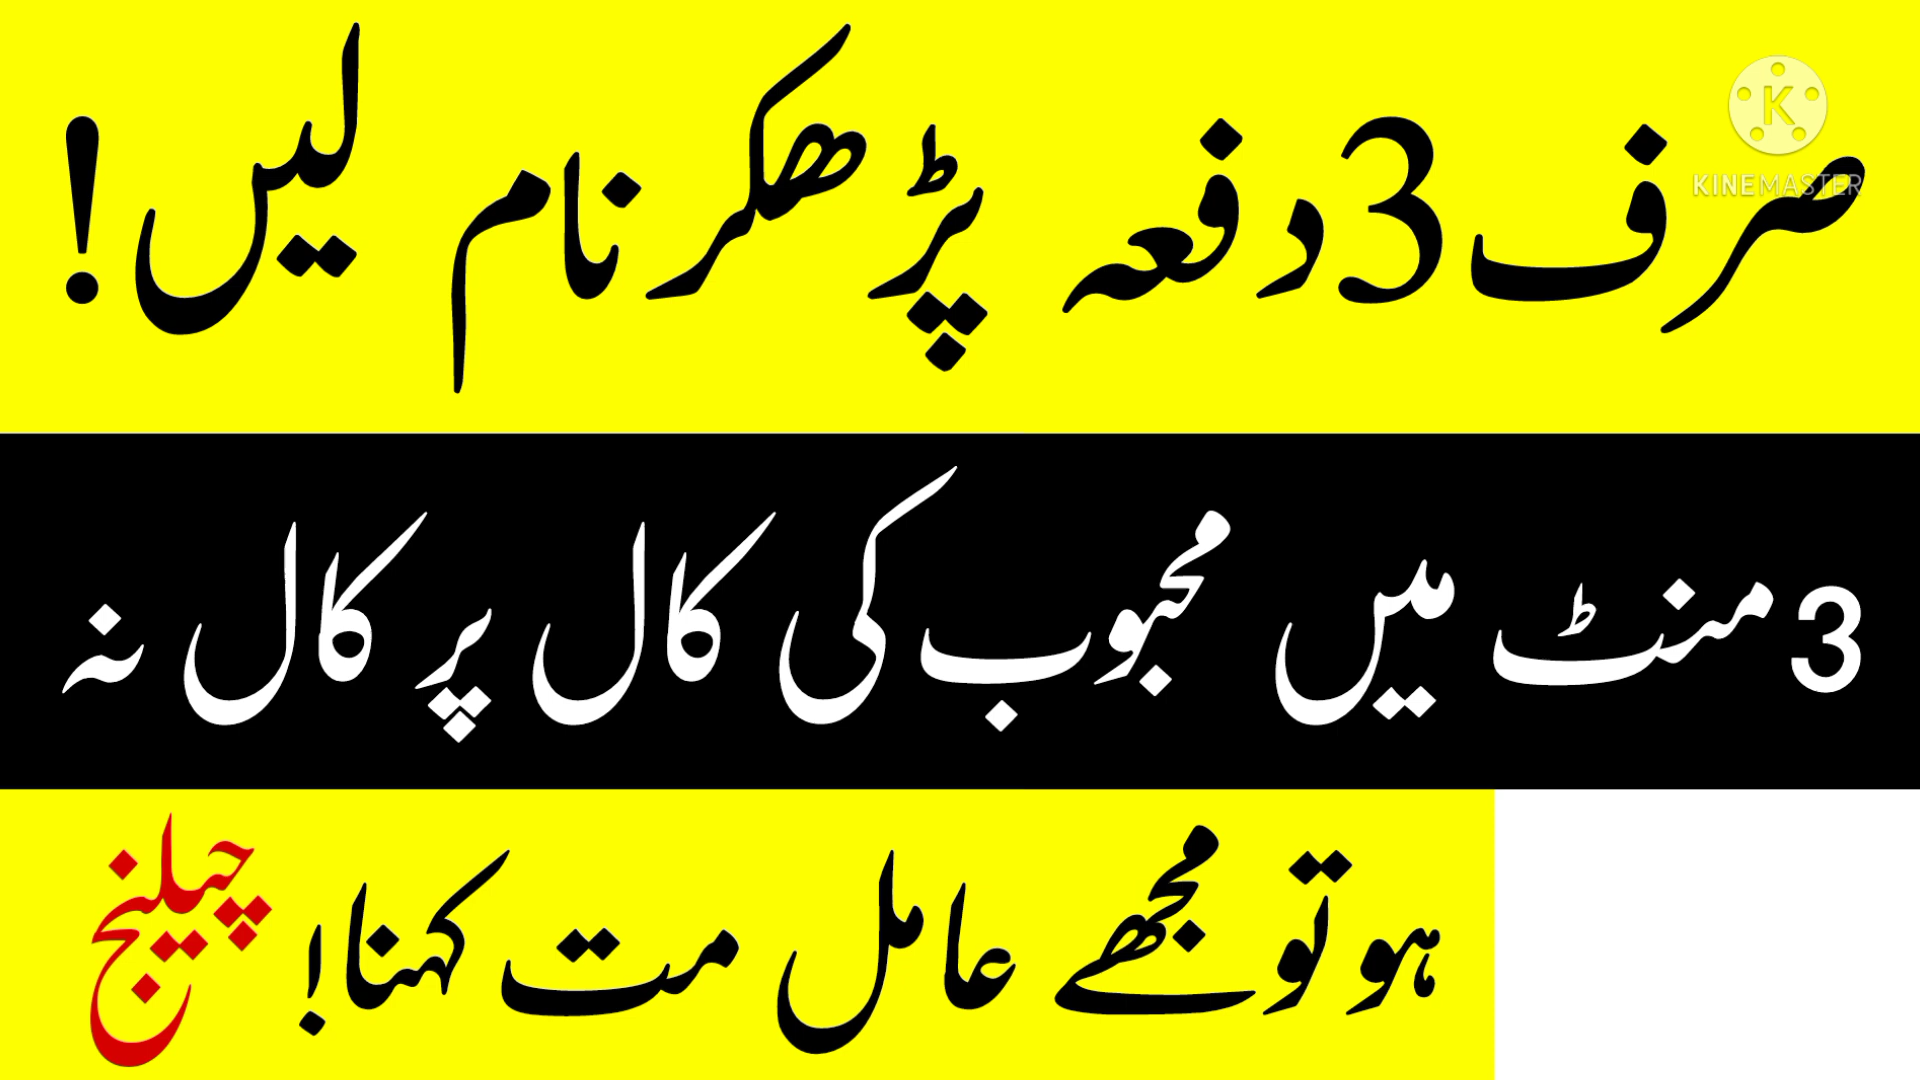 صرف 3 دفعہ پڑھکر نام لیں!
KINEMASTER
3 منٹ میں محبوب کی کال پر کال نہ
ہو تو مجھے عامل مت کہنا! چیلنج